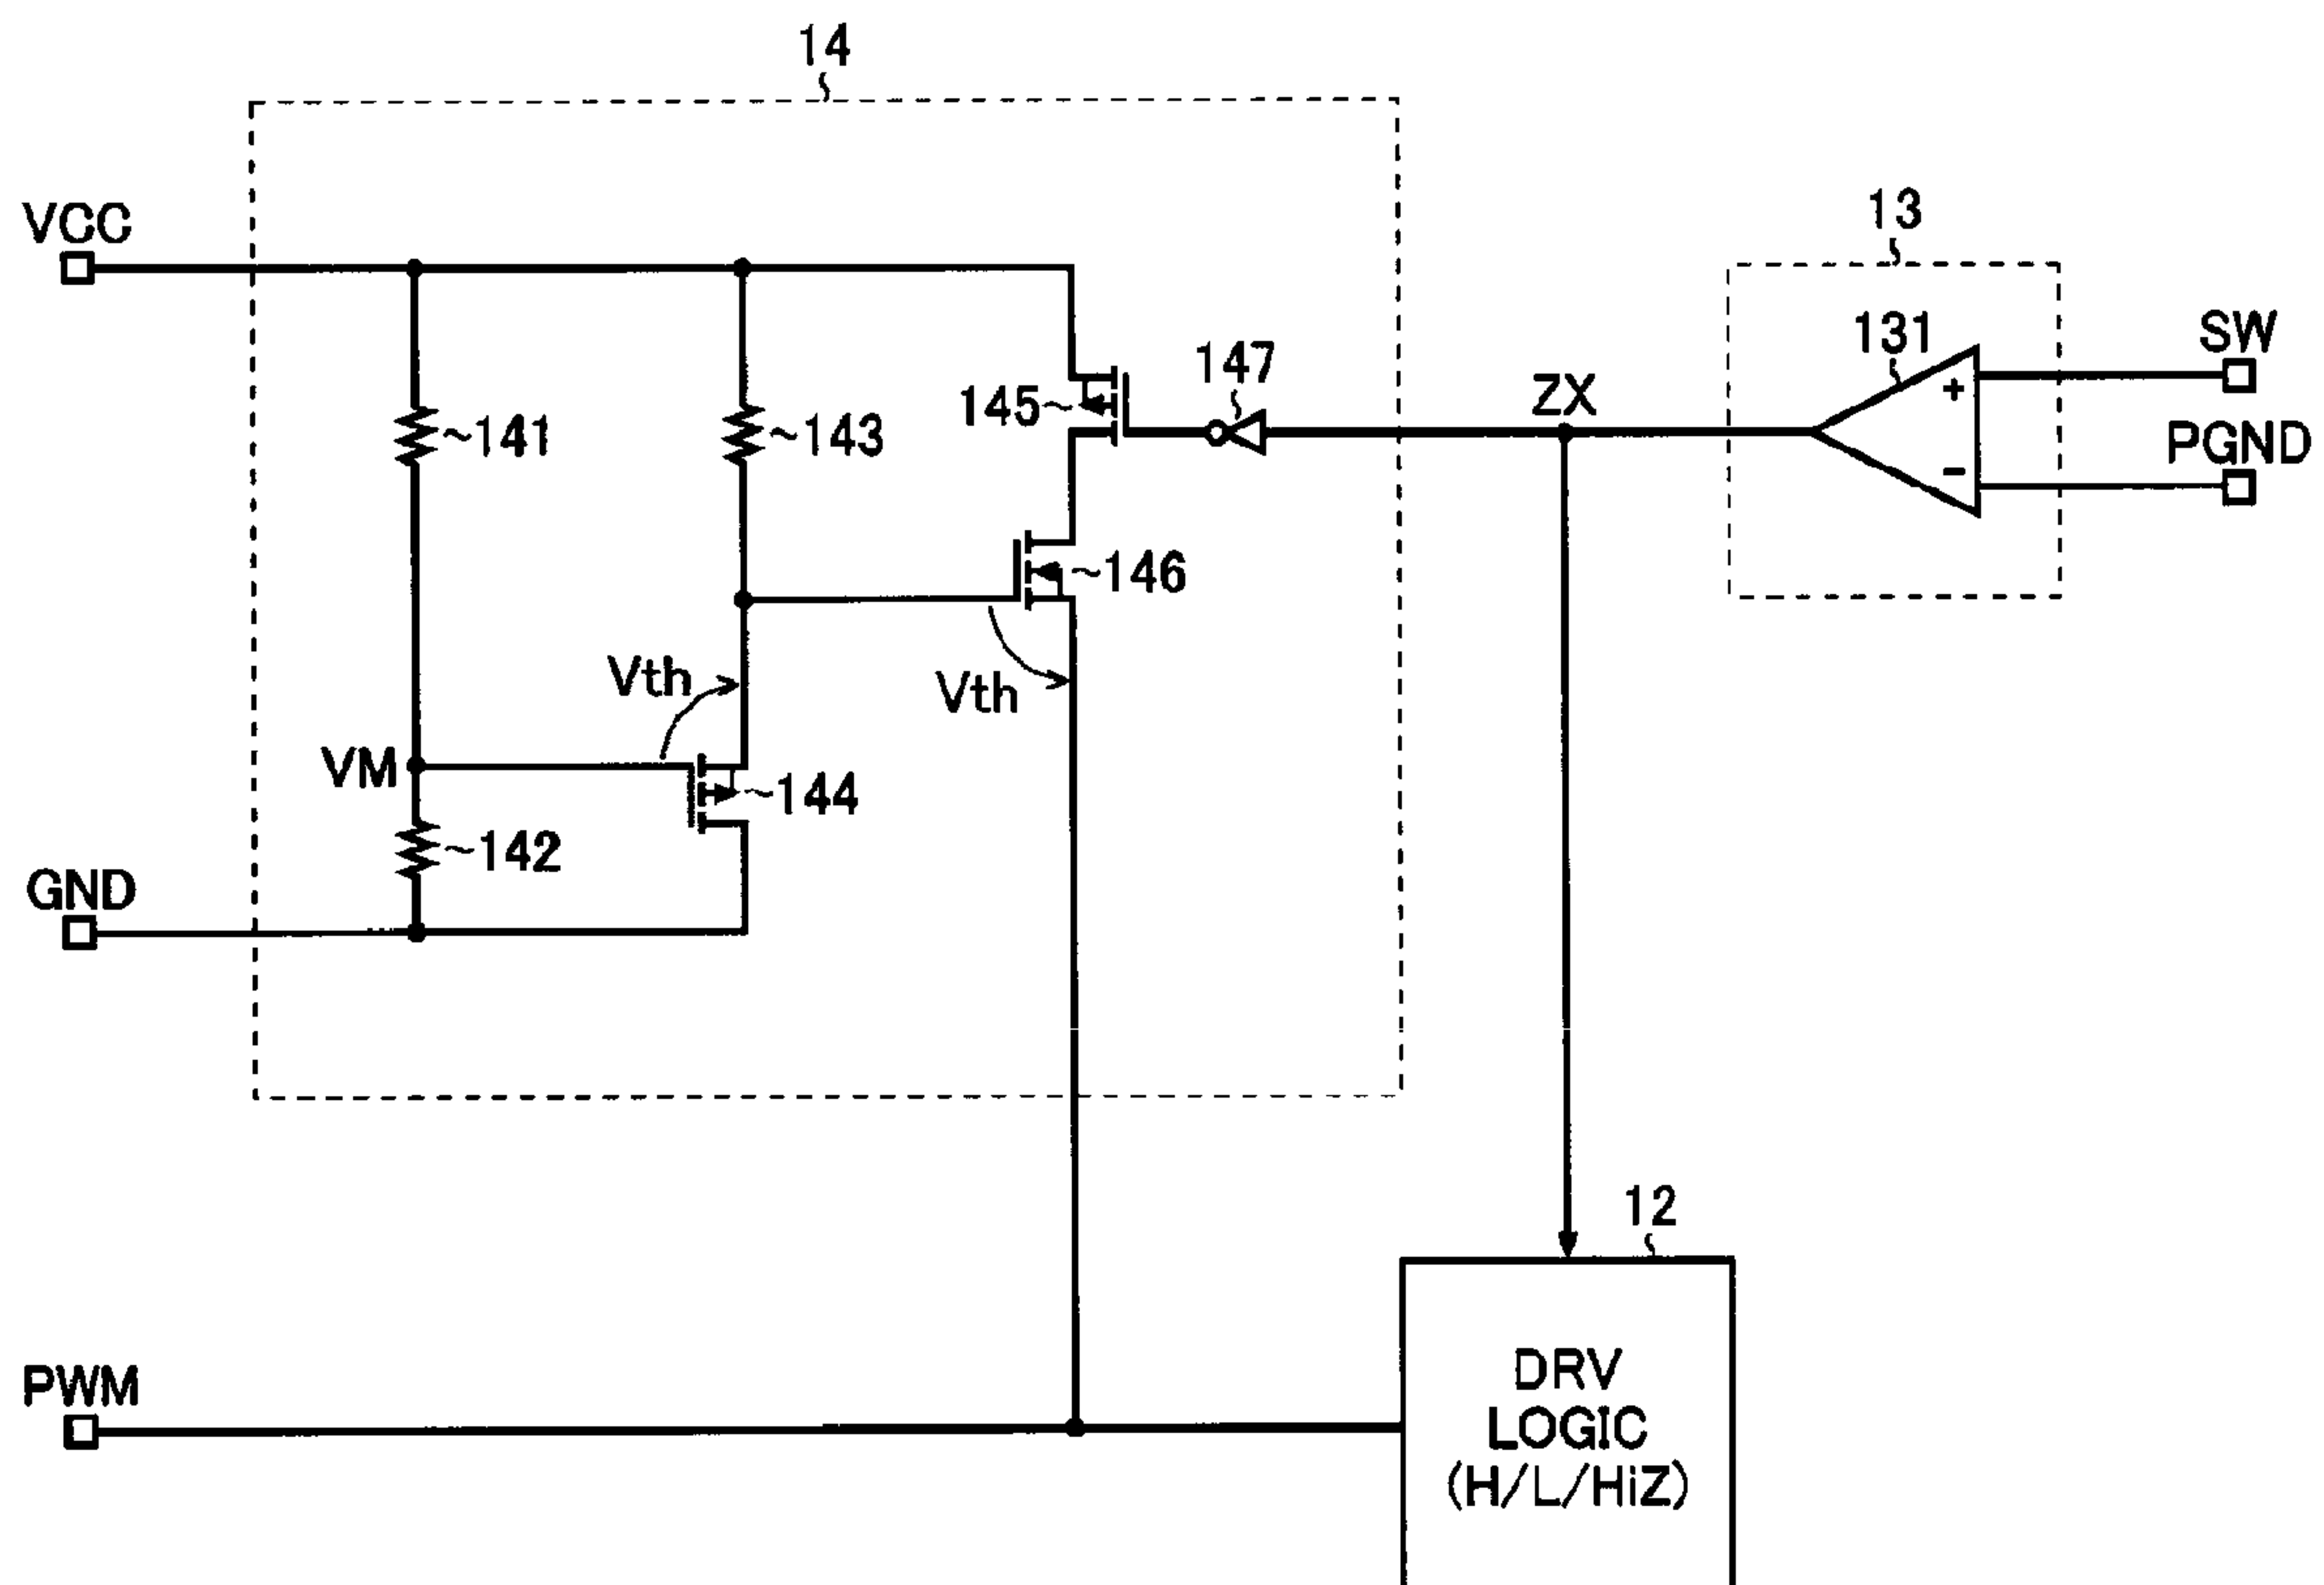 14
VCC
13
141
143
145
147
ZX
131
+
-
SW
PGND
146
Vth
Vth
VM
144
142
GND
12
PWM
DRV
LOGIC
(H/L/HiZ)